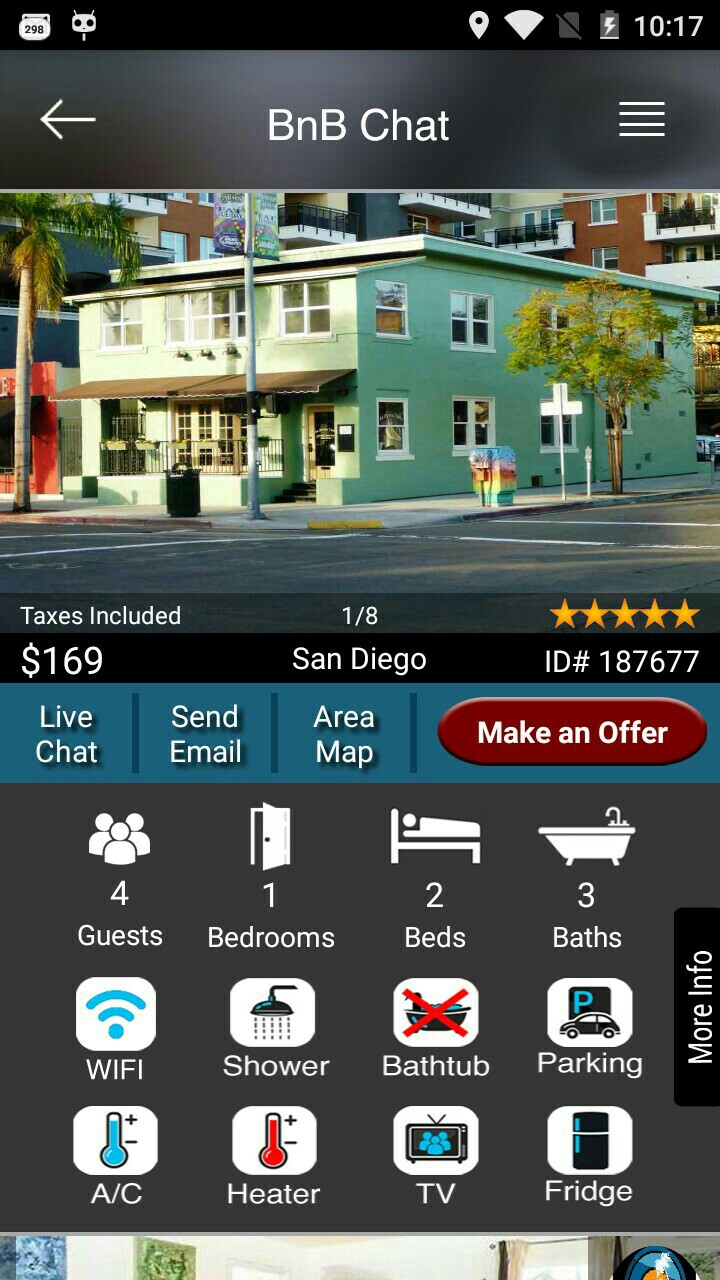 298
10:17
BnB Chat
Taxes Included
1/8
$169
San Diego
ID# 187677
Live
Chat
Send
Email
Area
Map
Make an Offer
4
1
2
3
Guests
Bedrooms
Beds
Baths
More Info
P
WIFI
Shower
Bathtub
Parking
A/C
Heater
TV
Fridge